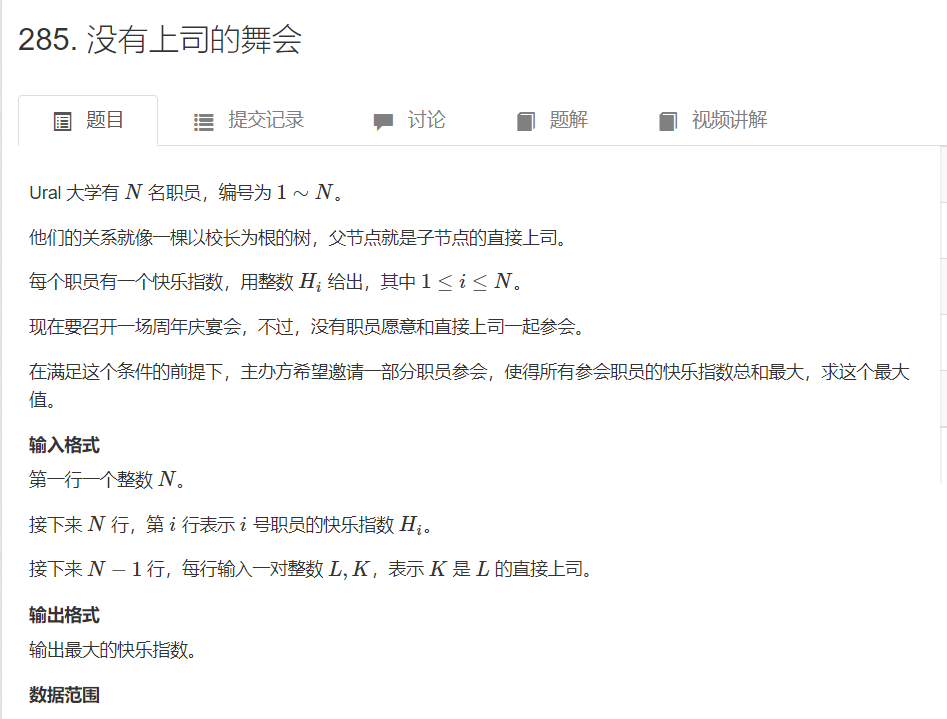 285. 没有上司的舞会
题目 提交记录 讨论 题解 视频讲解
Ural 大学有 N 名职员，编号为 1 ∼ N。
他们的关系就像一棵以校长为根的树，父节点就是子节点的直接上司。
每个职员有一个快乐指数，用整数 H_i 给出，其中 1 ≤ i ≤ N。
现在要召开一场周年庆宴会，不过，没有职员愿意和直接上司一起参会。
在满足这个条件的前提下，主办方希望邀请一部分职员参会，使得所有参会职员的快乐指数总和最大，求这个最大
值。
输入格式
第一行一个整数 N。
接下来 N 行，第 i 行表示 i 号职员的快乐指数 H_i。
接下来 N − 1 行，每行输入一对整数 L, K，表示 K 是 L 的直接上司。
输出格式
输出最大的快乐指数。
数据范围